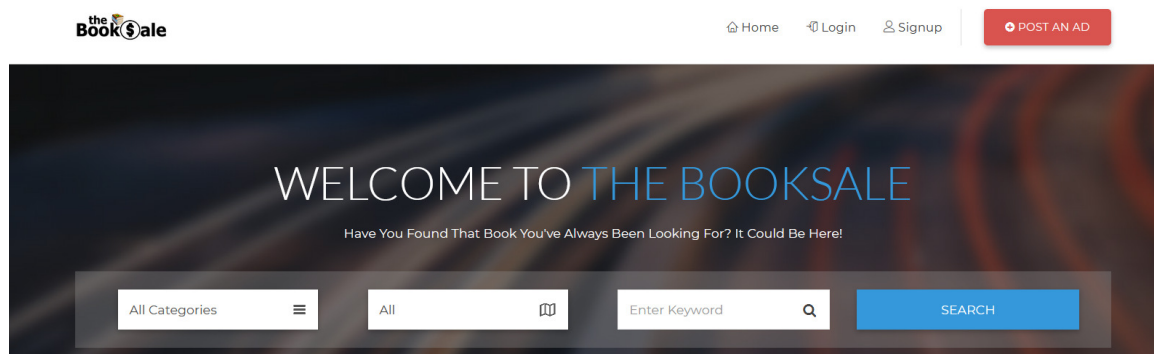 the
Book$ale
Home Login Signup POST AN AD
WELCOME TO THE BOOKSALE
Have You Found That Book You've Always Been Looking For? It Could Be Here!
All Categories All Enter Keyword SEARCH